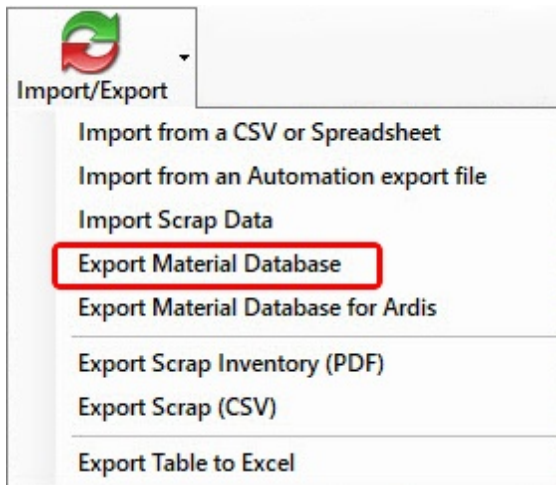 Import/Export
Import from a CSV or Spreadsheet
Import from an Automation export file
Import Scrap Data
Export Material Database
Export Material Database for Ardis
Export Scrap Inventory (PDF)
Export Scrap (CSV)
Export Table to Excel